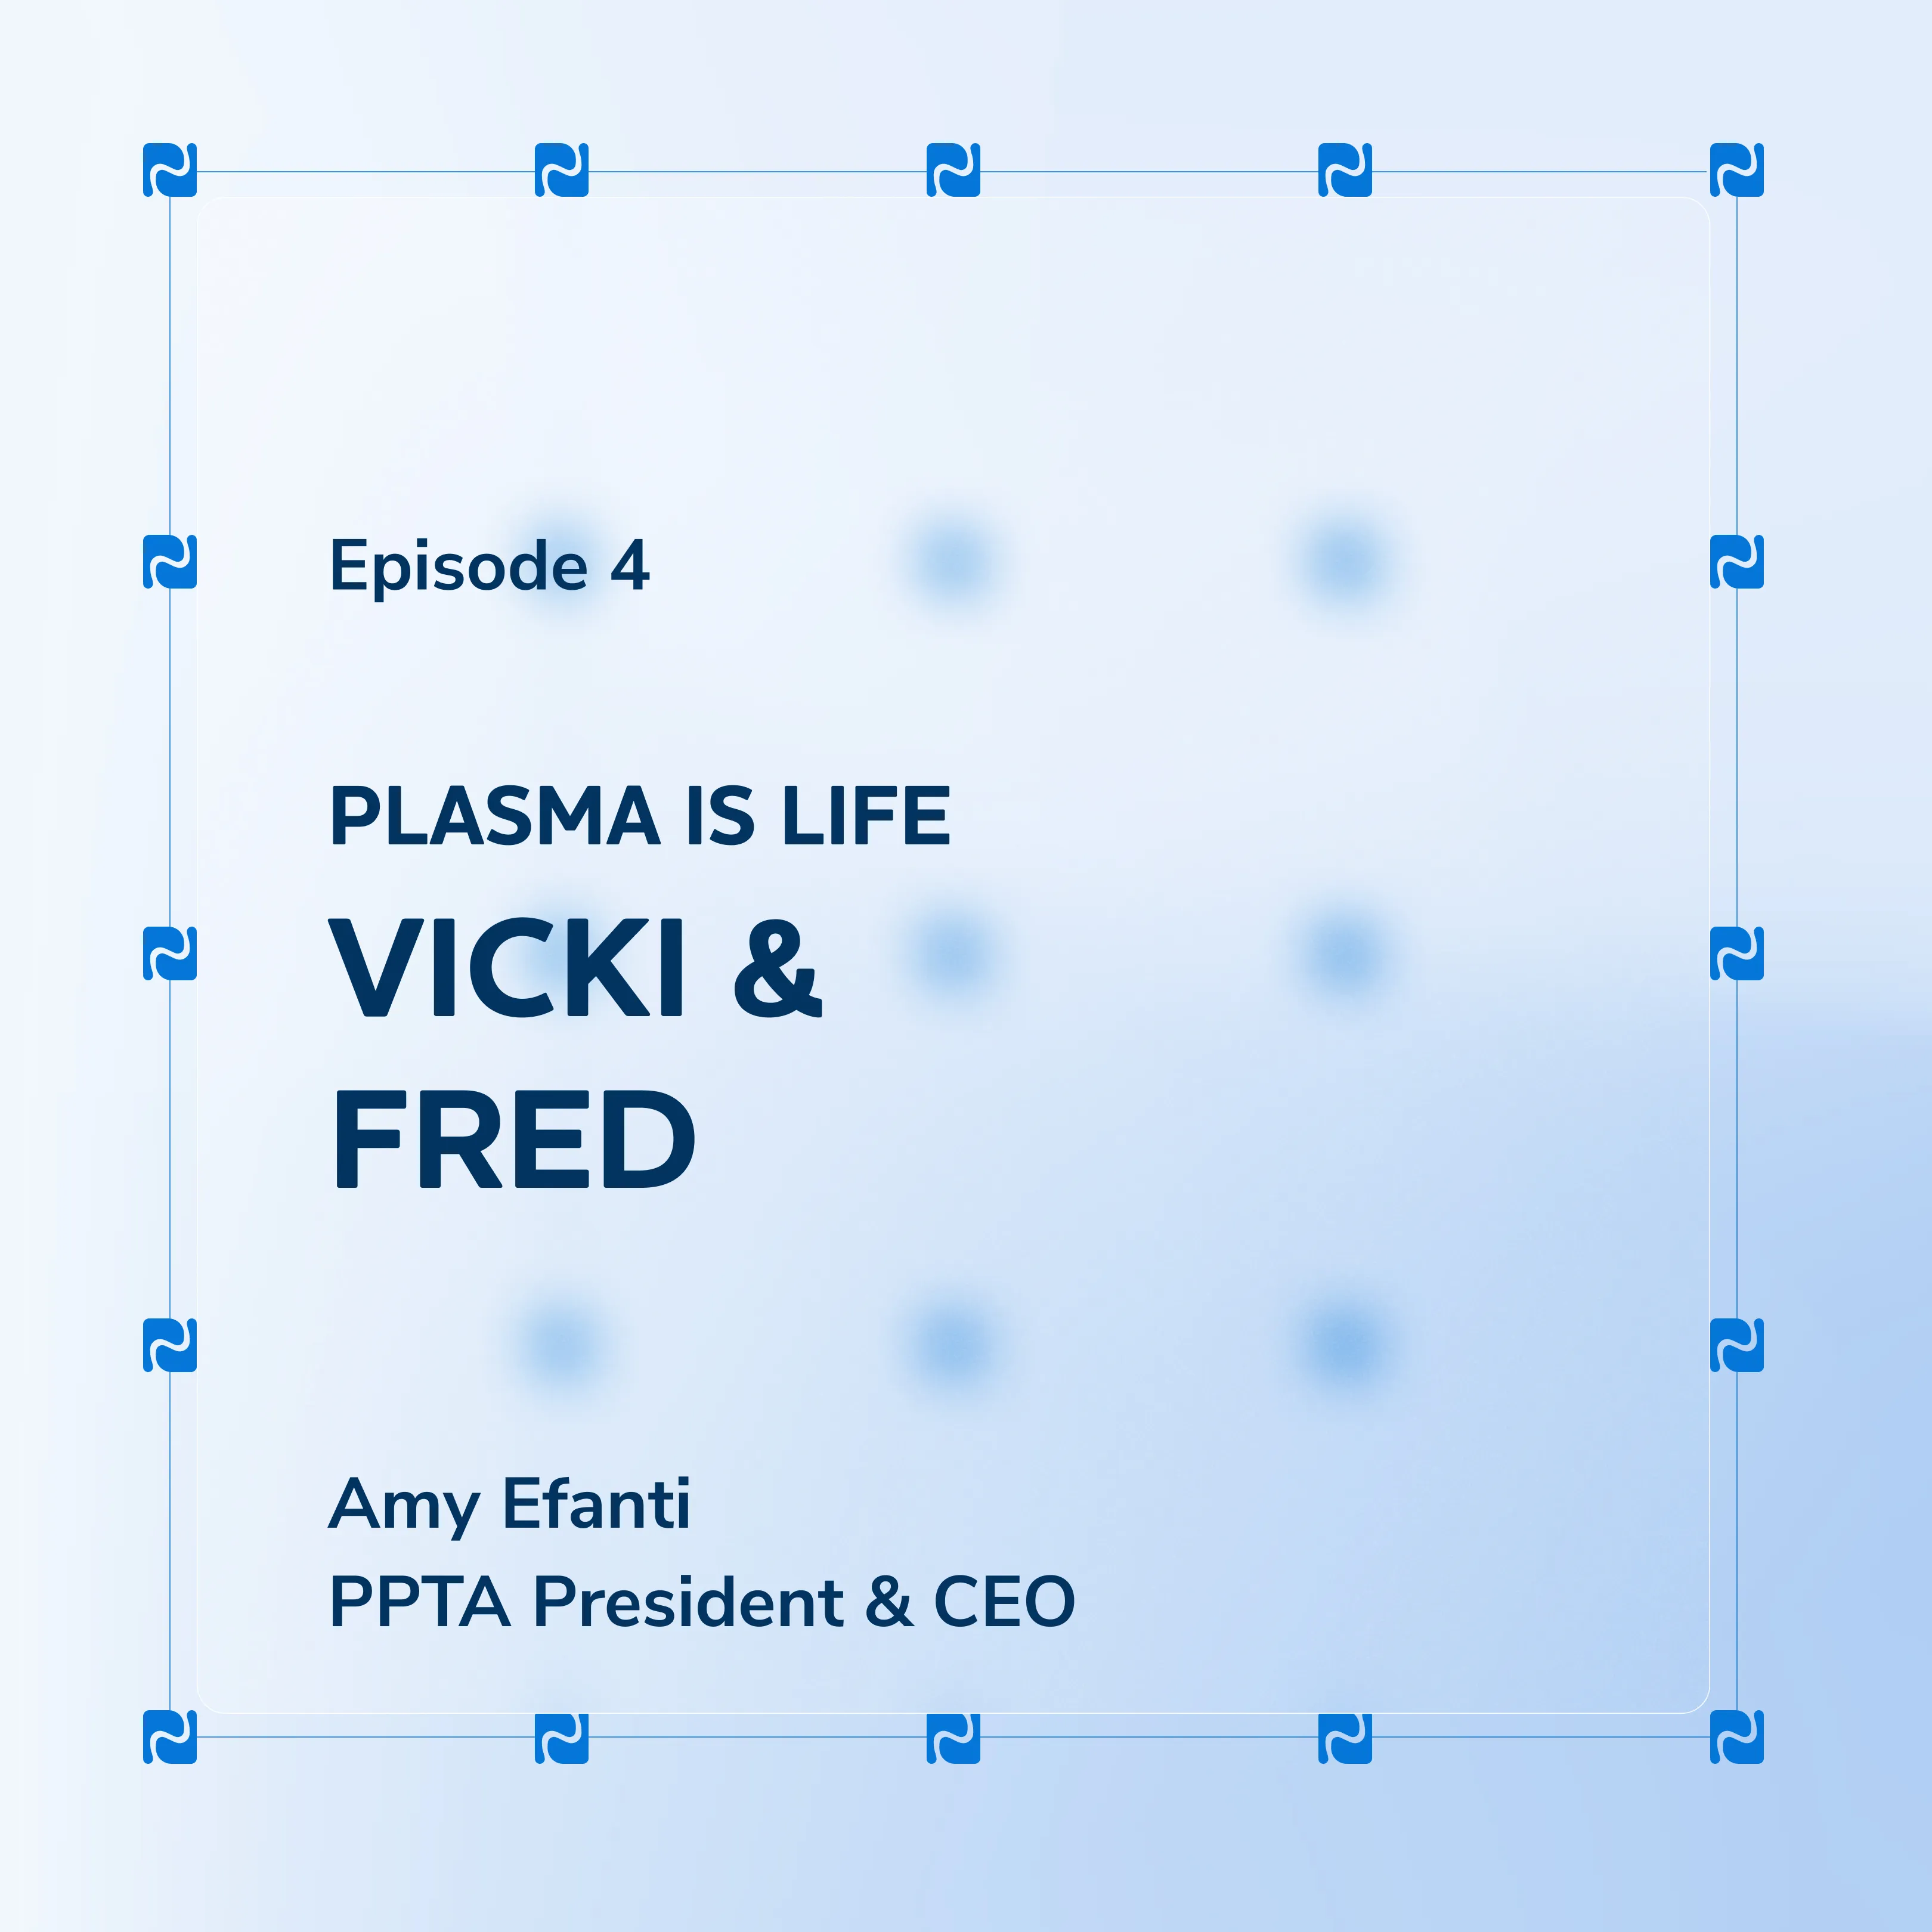 Episode 4
PLASMA IS LIFE
VICKI &
FRED
Amy Efanti
PPTA President & CEO